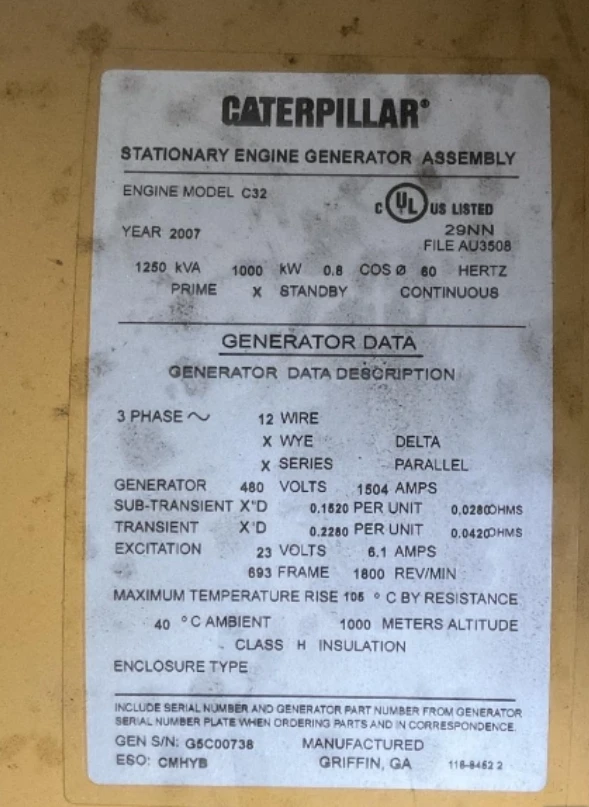 CATERPILLAR®
STATIONARY ENGINE GENERATOR ASSEMBLY
ENGINE MODEL C32
C UL US LISTED
YEAR 2007
29NN
FILE AU3508
1250 kVA 1000 kW 0.8 COS Ø 60 HERTZ
PRIME X STANDBY CONTINUOUS
GENERATOR DATA
GENERATOR DATA DESCRIPTION
3 PHASE ~ 12 WIRE
X WYE DELTA
X SERIES PARALLEL
GENERATOR 480 VOLTS 1504 AMPS
SUB-TRANSIENT X"D 0.1520 PER UNIT 0.0280 OHMS
TRANSIENT X'D 0.2280 PER UNIT 0.0420 OHMS
EXCITATION 23 VOLTS 6.1 AMPS
693 FRAME 1800 REV/MIN
MAXIMUM TEMPERATURE RISE 105 °C BY RESISTANCE
40 °C AMBIENT 1000 METERS ALTITUDE
CLASS H INSULATION
ENCLOSURE TYPE
INCLUDE SERIAL NUMBER AND GENERATOR PART NUMBER FROM GENERATOR
SERIAL NUMBER PLATE WHEN ORDERING PARTS AND IN CORRESPONDENCE.
GEN S/N: G5C00738 MANUFACTURED
ESO: CMHYB GRIFFIN, GA 118-8452 2